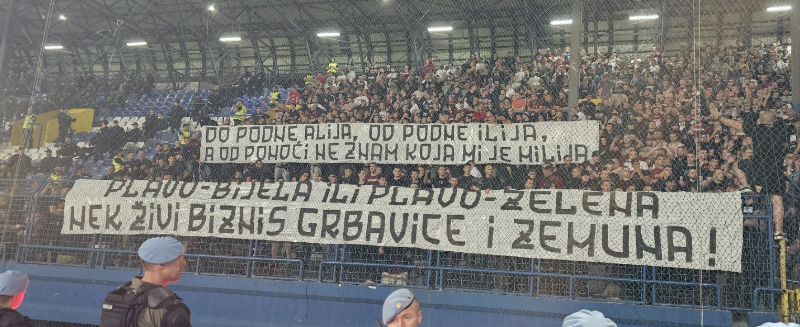 DO PODNE ALIJA, OD PODNE ILIJA,
A OD PONOĆI NE ZNAM KOJA MI JE MILIJA
PLAVO-BIJELA ILI PLAVO-ZELENA
NEK ŽIVI BIZNIS GRBAVICE I ZEMUNA!